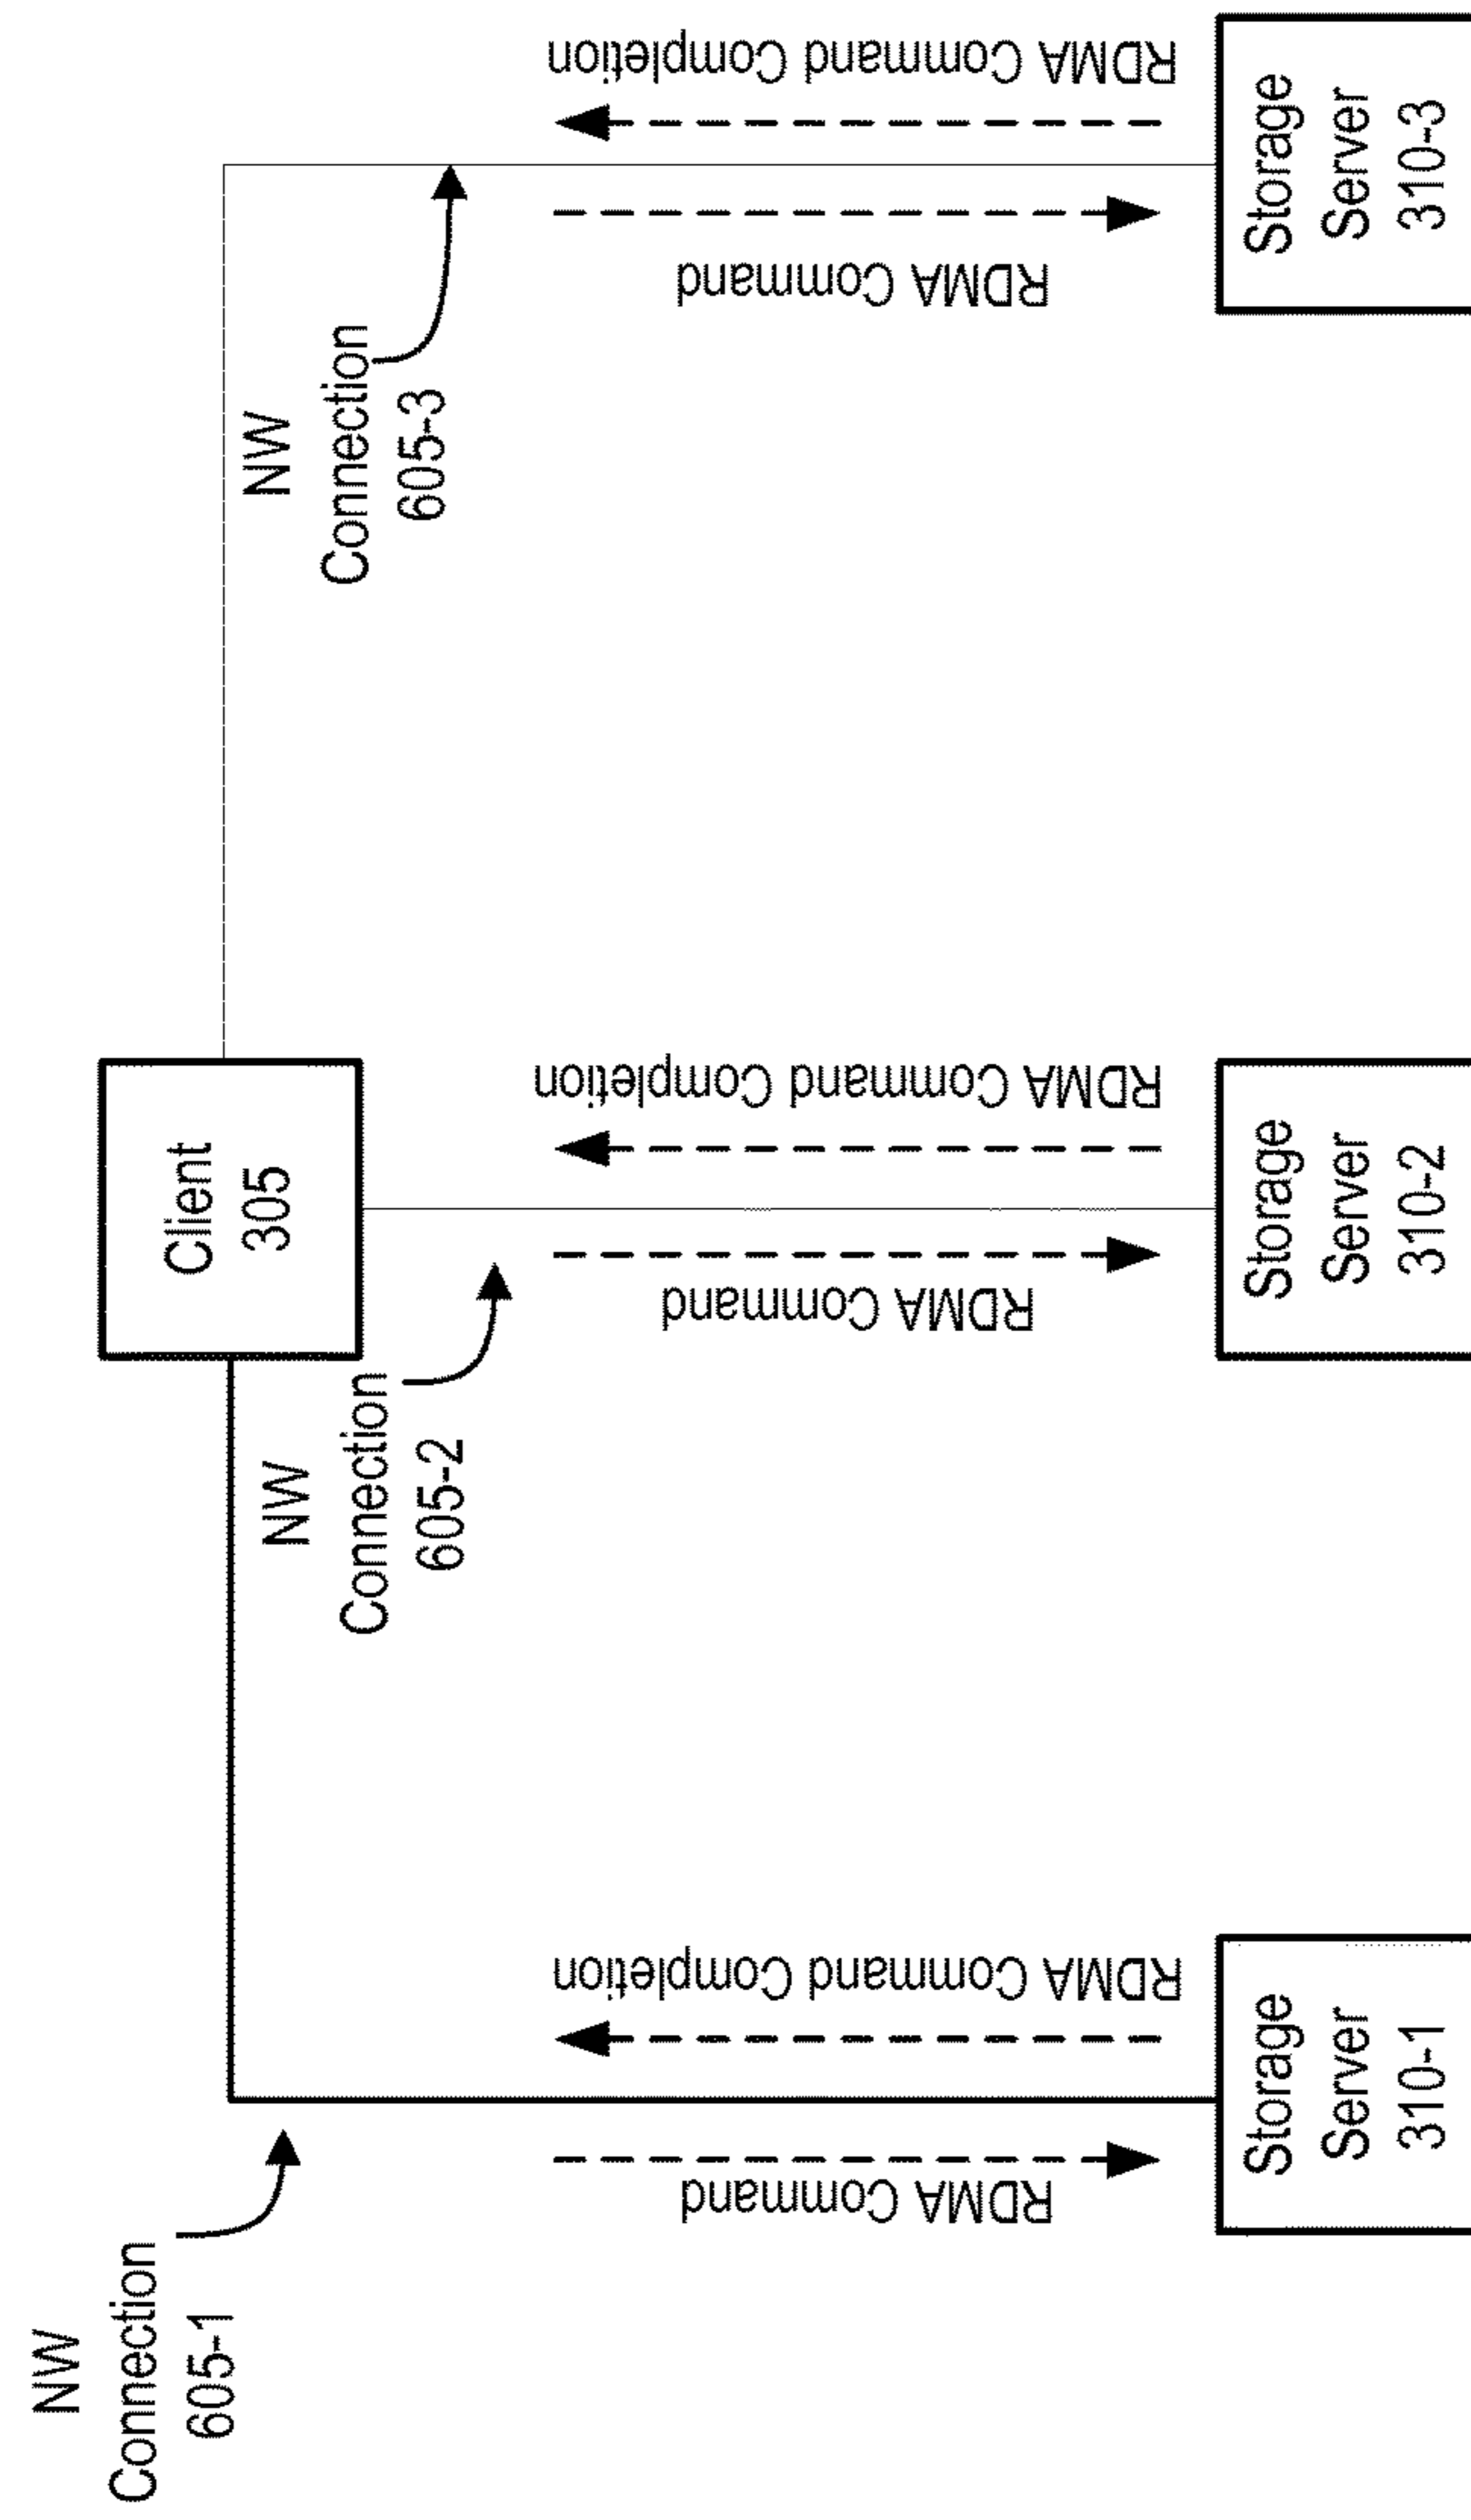 NW
Connection
605-1
Client
305
NW
Connection
605-2
NW
Connection
605-3
RDMA Command
RDMA Command Completion
RDMA Command
RDMA Command Completion
RDMA Command
RDMA Command Completion
Storage
Server
310-1
Storage
Server
310-2
Storage
Server
310-3